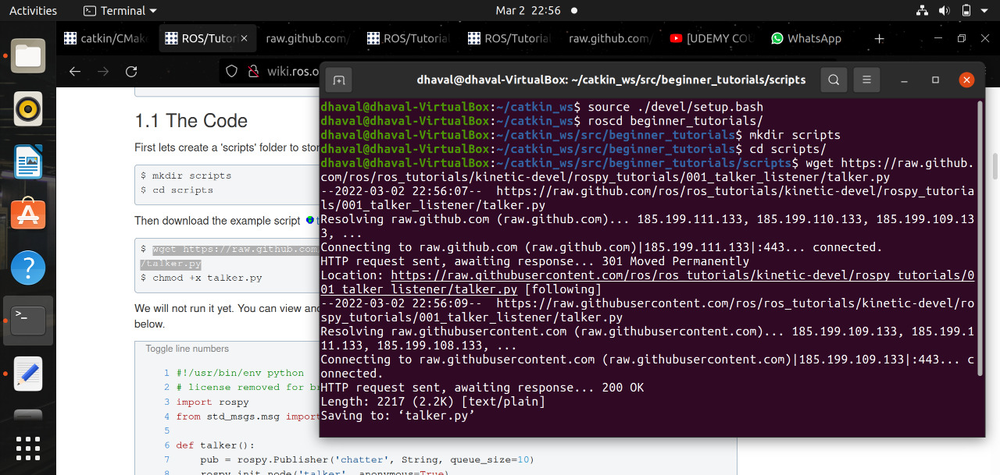 Activities
Terminal
Mar 2 22:56
catkin/CMak
ROS/Tutori
raw.github.com/
ROS/Tutorial
ROS/Tutoria
raw.github.com/
[UDEMY COU
WhatsApp
wiki.ros.o
dhaval@dhaval-VirtualBox: ~/catkin_ws/src/beginner_tutorials/scripts
1.1 The Code
First lets create a 'scripts' folder to stor
$ mkdir scripts
$ cd scripts
Then download the example script
$ wget https://raw.github.com
/talker.py
$ chmod +x talker.py
We will not run it yet. You can view and
below.
Toggle line numbers
1 #!/usr/bin/env python
2 # license removed for br
3 import rospy
4 from std_msgs.msg import
5
6 def talker():
7 pub = rospy.Publisher('chatter', String, queue_size=10)
8 rospy.init_node('talker', anonymous=True)
dhaval@dhaval-VirtualBox:~/catkin_ws$ source ./devel/setup.bash
dhaval@dhaval-VirtualBox:~/catkin_ws$ roscd beginner_tutorials/
dhaval@dhaval-VirtualBox:~/catkin_ws/src/beginner_tutorials$ mkdir scripts
dhaval@dhaval-VirtualBox:~/catkin_ws/src/beginner_tutorials$ cd scripts/
dhaval@dhaval-VirtualBox:~/catkin_ws/src/beginner_tutorials/scripts$ wget https://raw.github.
com/ros/ros_tutorials/kinetic-devel/rospy_tutorials/001_talker_listener/talker.py
--2022-03-02 22:56:07-- https://raw.github.com/ros/ros_tutorials/kinetic-devel/rospy_tutoria
ls/001_talker_listener/talker.py
Resolving raw.github.com (raw.github.com)... 185.199.111.133, 185.199.110.133, 185.199.109.13
3, ...
Connecting to raw.github.com (raw.github.com)|185.199.111.133|:443... connected.
HTTP request sent, awaiting response... 301 Moved Permanently
Location: https://raw.githubusercontent.com/ros/ros_tutorials/kinetic-devel/rospy_tutorials/0
01_talker_listener/talker.py [following]
--2022-03-02 22:56:09-- https://raw.githubusercontent.com/ros/ros_tutorials/kinetic-devel/ro
spy_tutorials/001_talker_listener/talker.py
Resolving raw.githubusercontent.com (raw.githubusercontent.com)... 185.199.109.133, 185.199.1
11.133, 185.199.108.133, ...
Connecting to raw.githubusercontent.com (raw.githubusercontent.com)|185.199.109.133|:443... c
onnected.
HTTP request sent, awaiting response... 200 OK
Length: 2217 (2.2K) [text/plain]
Saving to: ‘talker.py’